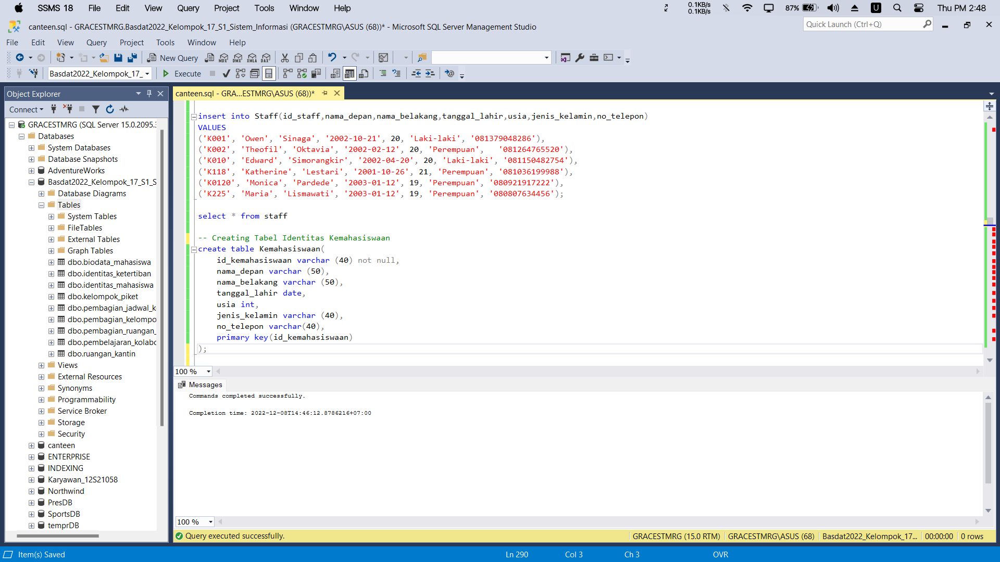 SSMS 18 File Edit View Query Project Tools Window Help 0.1KB/s 0.1KB/s 87% U Thu PM 2:48
canteen.sql - GRACESTMRG.Basdat2022_Kelompok_17_S1_Sistem_Informasi (GRACESTMRG\ASUS (68))* - Microsoft SQL Server Management Studio
Quick Launch (Ctrl+Q)
File Edit View Query Project Tools Window Help
New Query MDX DMX XMLA DAX
Basdat2022_Kelompok_17_ Execute
Object Explorer
Connect
GRACESTMRG (SQL Server 15.0.2095.3
Databases
System Databases
Database Snapshots
AdventureWorks
Basdat2022_Kelompok_17_S1_S
Database Diagrams
Tables
System Tables
FileTables
External Tables
Graph Tables
dbo.biodata_mahasiswa
dbo.identitas_ketertiban
dbo.identitas_mahasiswa
dbo.kelompok_piket
dbo.pembagian_jadwal_k
dbo.pembagian_kelompo
dbo.pembagian_ruangan_
dbo.pembelajaran_kolabo
dbo.ruangan_kantin
Views
External Resources
Synonyms
Programmability
Service Broker
Storage
Security
canteen
ENTERPRISE
INDEXING
Karyawan_12S21058
Northwind
PresDB
SportsDB
temprDB
canteen.sql - GRA...ESTMRG\ASUS (68))*
insert into Staff(id_staff,nama_depan,nama_belakang,tanggal_lahir,usia,jenis_kelamin,no_telepon)
VALUES
('K001', 'Owen', 'Sinaga', '2002-10-21', 20, 'Laki-laki', '081379048286'),
('K002', 'Theofil', 'Oktavia', '2002-02-12', 20, 'Perempuan', '081264765520'),
('K010', 'Edward', 'Simorangkir', '2002-04-20', 20, 'Laki-laki', '081150482754'),
('K118', 'Katherine', 'Lestari', '2001-10-26', 21, 'Perempuan', '081036199988'),
('K0120', 'Monica', 'Pardede', '2003-01-12', 19, 'Perempuan', '080921917222'),
('K225', 'Maria', 'Lismawati', '2003-01-12', 19, 'Perempuan', '080807634456');
select * from staff
-- Creating Tabel Identitas Kemahasiswaan
create table Kemahasiswaan(
id_kemahasiswaan varchar (40) not null,
nama_depan varchar (50),
nama_belakang varchar (50),
tanggal_lahir date,
usia int,
jenis_kelamin varchar (40),
no_telepon varchar(40),
primary key(id_kemahasiswaan)
);
100 %
Messages
Commands completed successfully.
Completion time: 2022-12-08T14:46:12.8786216+07:00
100 %
Query executed successfully. GRACESTMRG (15.0 RTM) GRACESTMRG\ASUS (68) Basdat2022_Kelompok_17... 00:00:00 0 rows
Item(s) Saved Ln 290 Col 3 Ch 3 OVR